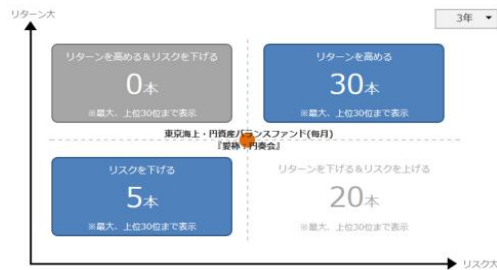 リターン大
3年
リターンを高める&リスクを下げる
0本
※最大、上位30位まで表示
リターンを高める
30本
※最大、上位30位まで表示
東京海上・円資産バランスファンド(毎月)
『愛称:円奏会』
リスクを下げる
5本
※最大、上位30位まで表示
リターンを下げる&リスクを上げる
20本
※最大、上位30位まで表示
リスク大